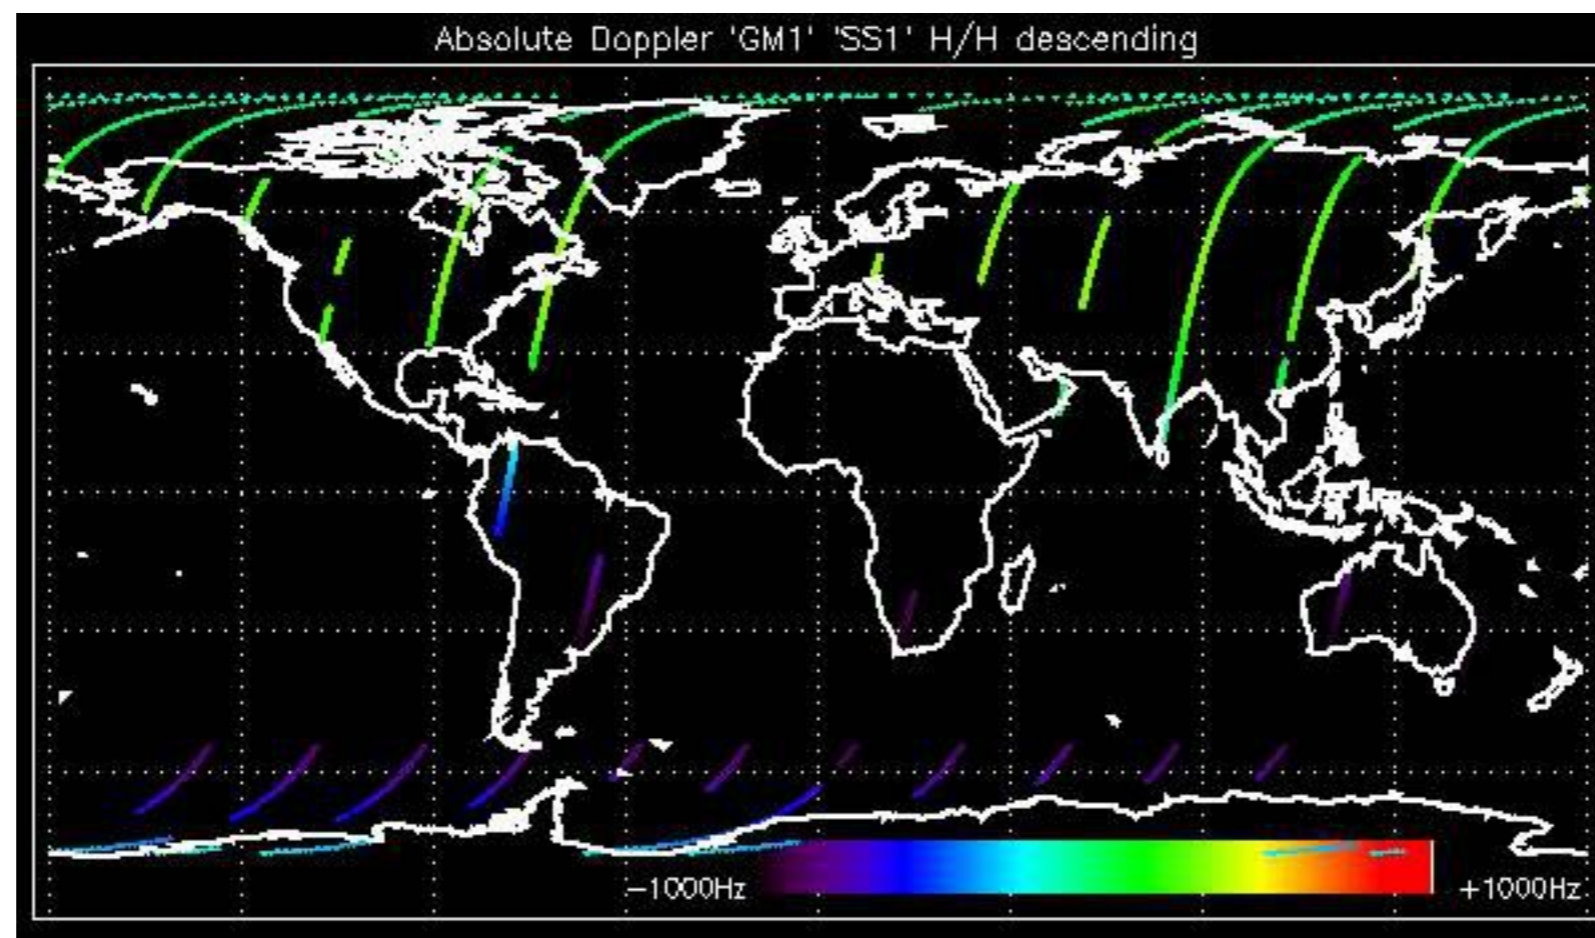 Absolute Doppler 'GM1' 'SS1' H/H descending
−1000Hz +1000Hz